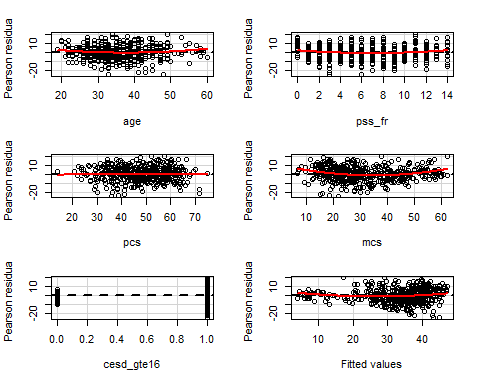 Pearson residua
10
-20
20 30 40 50 60
age
Pearson residua
10
-20
0 2 4 6 8 10 12 14
pss_fr
Pearson residua
10
-20
20 30 40 50 60 70
pcs
Pearson residua
10
-20
10 20 30 40 50 60
mcs
Pearson residua
10
-20
0.0 0.2 0.4 0.6 0.8 1.0
cesd_gte16
Pearson residua
10
-20
10 20 30 40
Fitted values